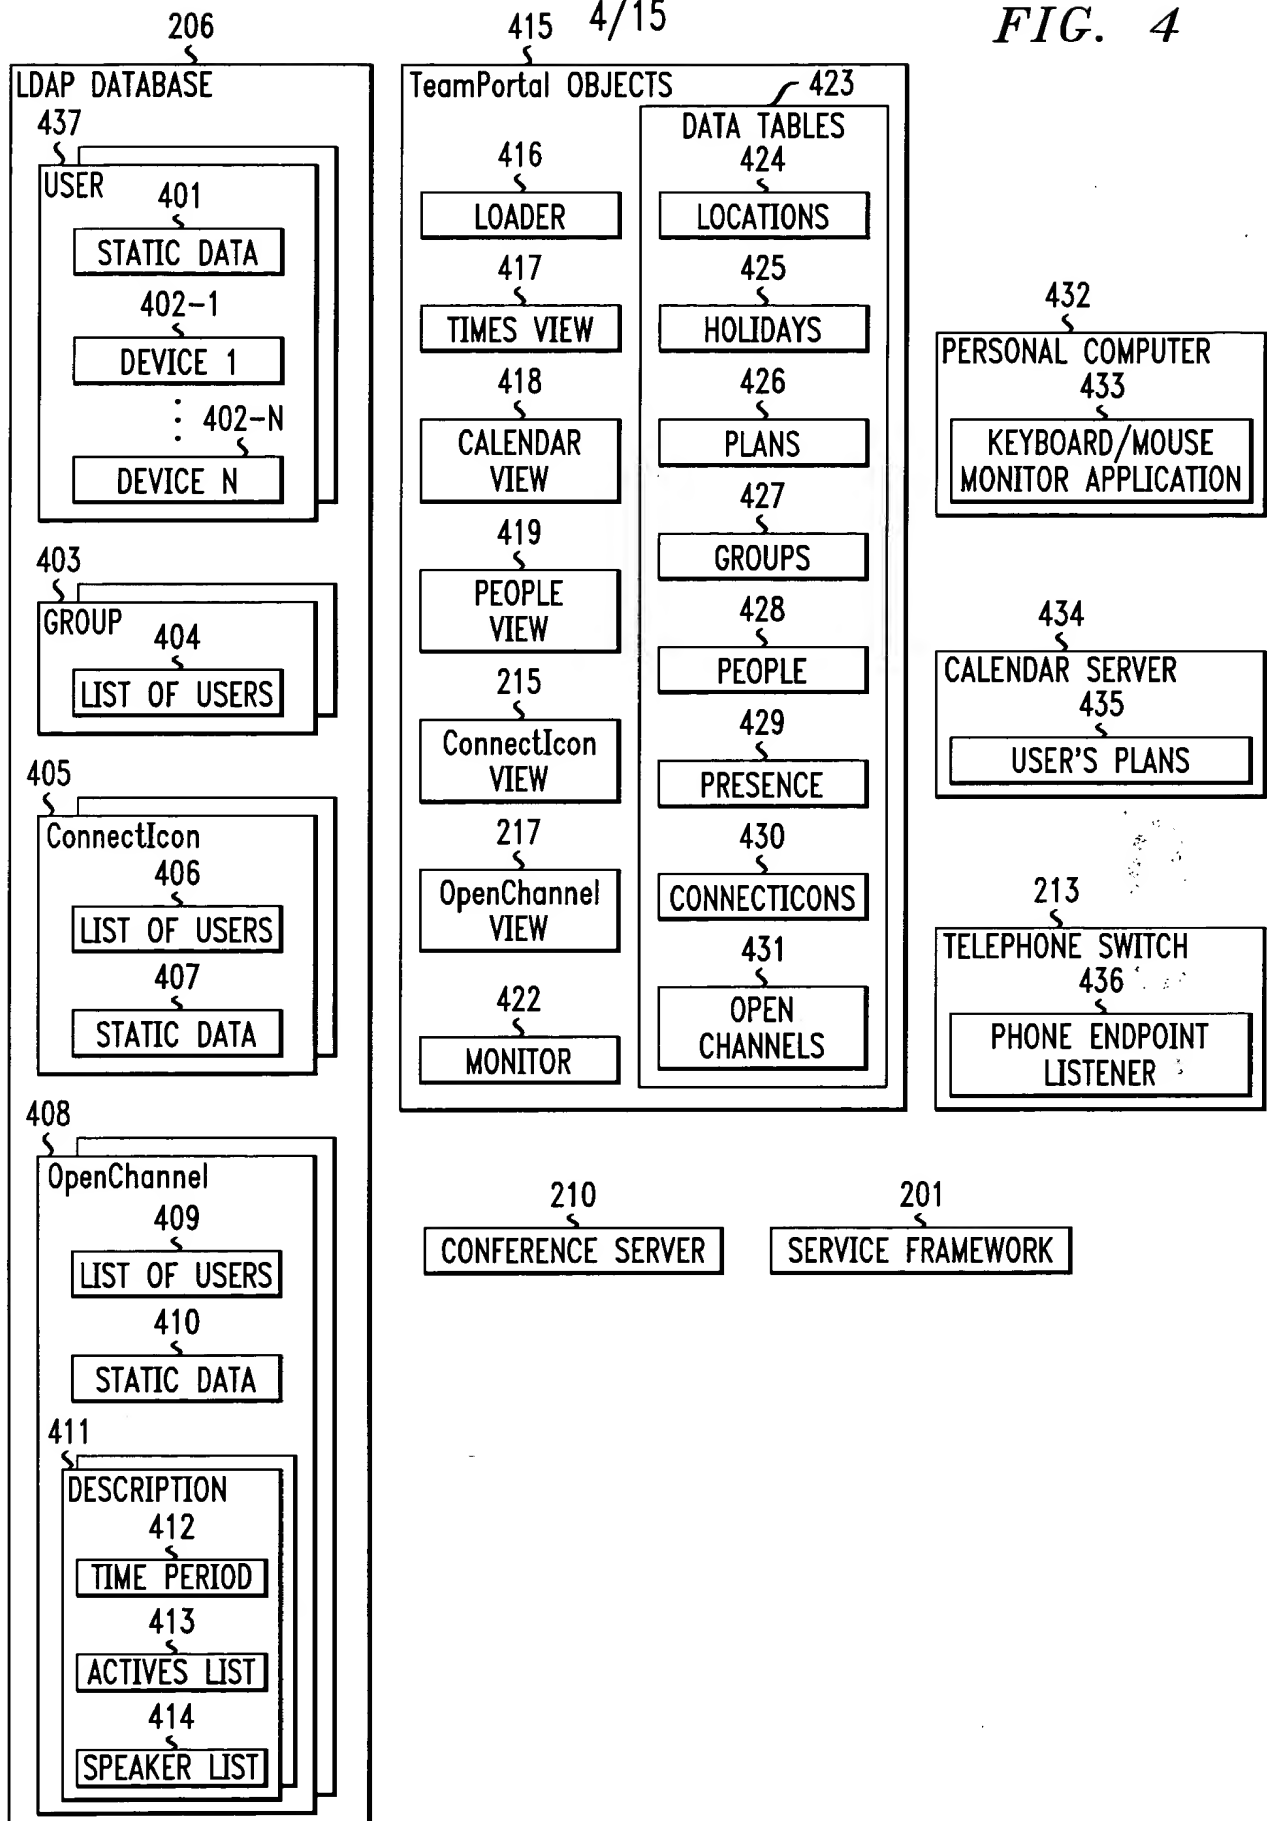 4/15
FIG. 4
206
LDAP DATABASE
437
USER
401
STATIC DATA
402-1
DEVICE 1
402-N
DEVICE N
403
GROUP
404
LIST OF USERS
405
ConnectIcon
406
LIST OF USERS
407
STATIC DATA
408
OpenChannel
409
LIST OF USERS
410
STATIC DATA
411
DESCRIPTION
412
TIME PERIOD
413
ACTIVES LIST
414
SPEAKER LIST
415
TeamPortal OBJECTS
416
LOADER
417
TIMES VIEW
418
CALENDAR
VIEW
419
PEOPLE
VIEW
215
ConnectIcon
VIEW
217
OpenChannel
VIEW
422
MONITOR
423
DATA TABLES
424
LOCATIONS
425
HOLIDAYS
426
PLANS
427
GROUPS
428
PEOPLE
429
PRESENCE
430
CONNECTICONS
431
OPEN
CHANNELS
432
PERSONAL COMPUTER
433
KEYBOARD/MOUSE
MONITOR APPLICATION
434
CALENDAR SERVER
435
USER'S PLANS
213
TELEPHONE SWITCH
436
PHONE ENDPOINT
LISTENER
210
CONFERENCE SERVER
201
SERVICE FRAMEWORK